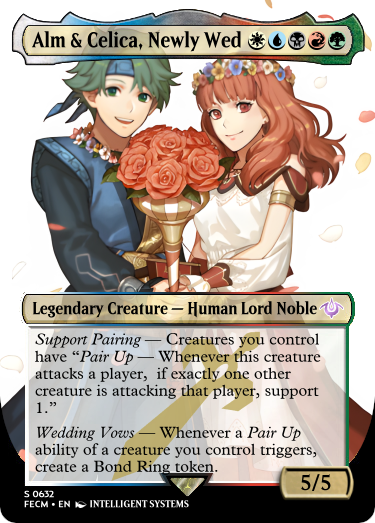 Alm & Celica, Newly Wed
Legendary Creature — Human Lord Noble
Support Pairing — Creatures you control
have “Pair Up — Whenever this creature
attacks a player,  if exactly one other
creature is attacking that player, support
1.”
Wedding Vows — Whenever a Pair Up
ability of a creature you control triggers,
create a Bond Ring token.
5/5
S 0632
FECM • EN INTELLIGENT SYSTEMS